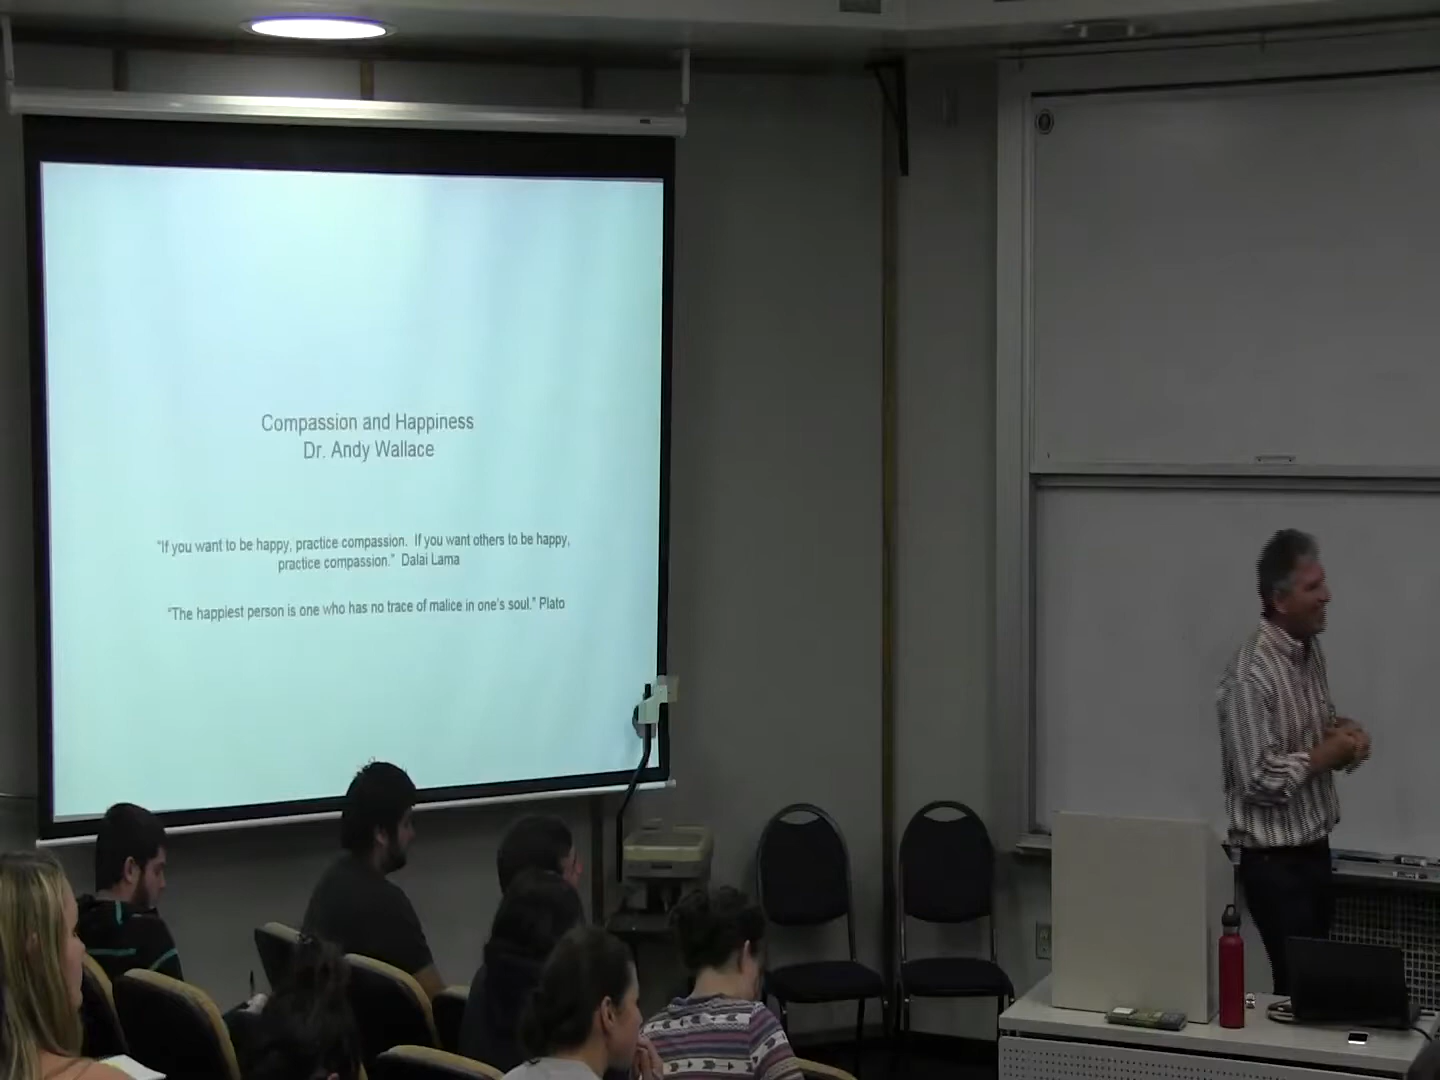 Compassion and Happiness
Dr. Andy Wallace
"If you want to be happy, practice compassion. If you want others to be happy,
practice compassion." Dalai Lama
"The happiest person is one who has no trace of malice in one's soul." Plato